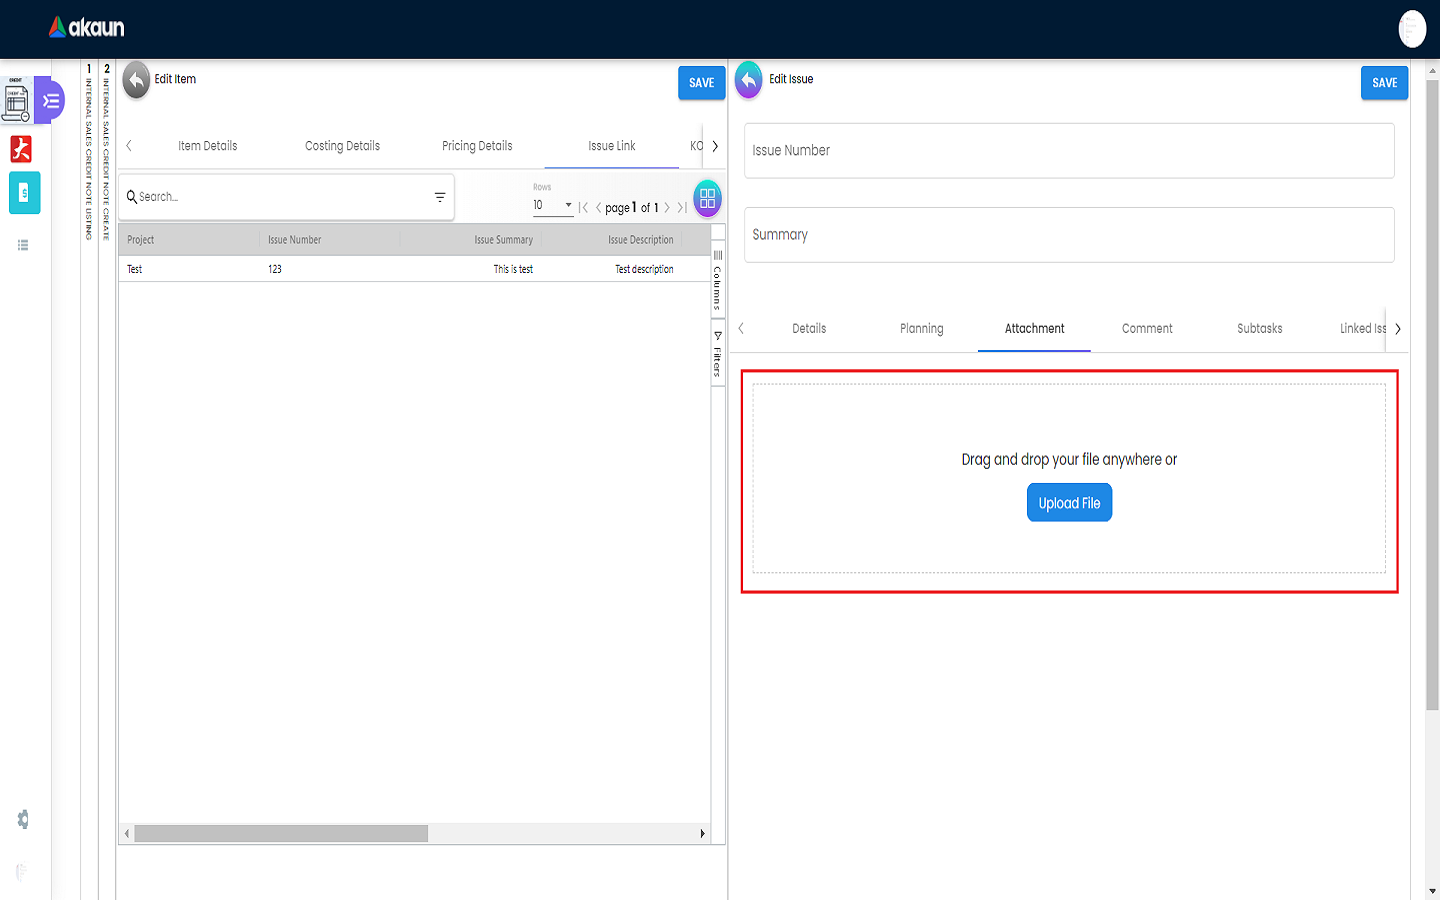 akaun
CREDIT
1
INTERNAL SALES CREDIT NOTE LISTING
2
INTERNAL SALES CREDIT NOTE CREATE
Edit Item
SAVE
Item Details
Costing Details
Pricing Details
Issue Link
KO
Search...
Rows
10
page 1 of 1
Project
Issue Number
Issue Summary
Issue Description
Test
123
This is test
Test description
Columns
Filters
Edit Issue
SAVE
Issue Number
Summary
Details
Planning
Attachment
Comment
Subtasks
Linked Iss
Drag and drop your file anywhere or
Upload File